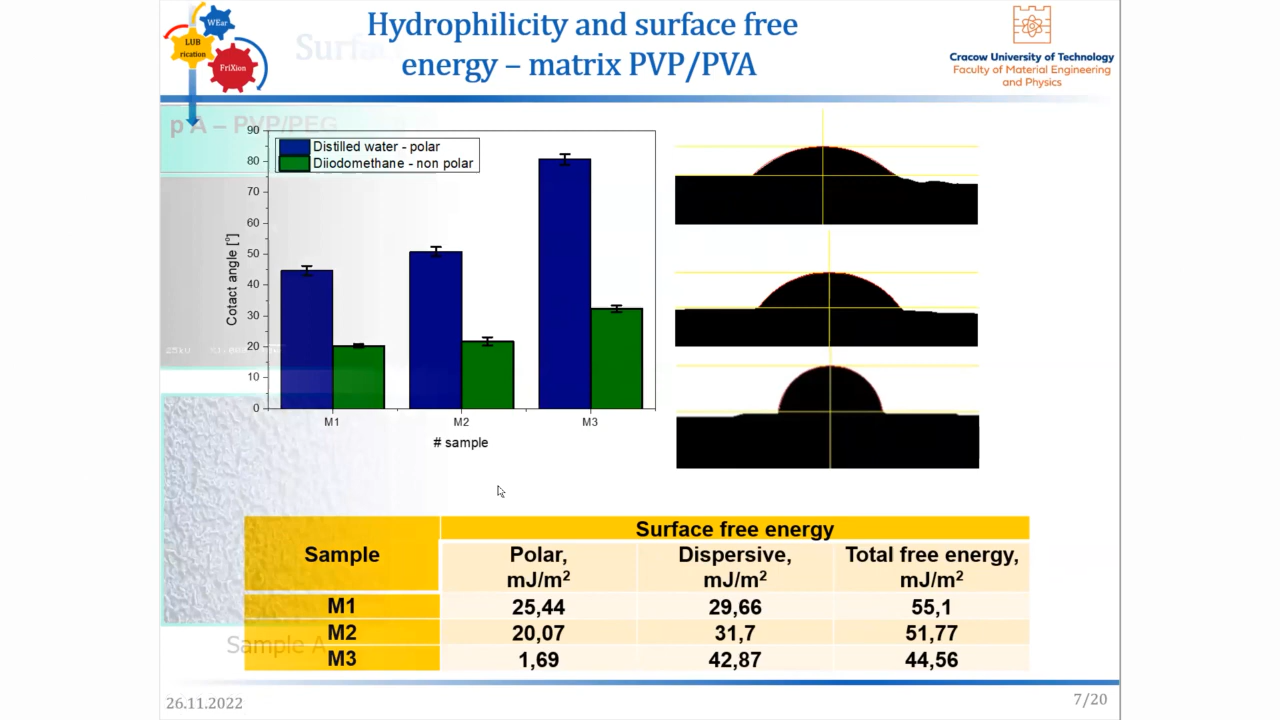 WEar
LUB
rication
FriXion
Hydrophilicity and surface free
energy – matrix PVP/PVA
Cracow University of Technology
Faculty of Material Engineering
and Physics
Surfa
p A – PVP/PEG
90
80
70
60
50
40
30
20
10
0
Cotact angle [°]
Distilled water - polar
Diiodomethane - non polar
M1
M2
M3
# sample
25kU
Sample
Surface free energy
Polar,
mJ/m²
Dispersive,
mJ/m²
Total free energy,
mJ/m²
M1 25,44 29,66 55,1
M2 20,07 31,7 51,77
M3 1,69 42,87 44,56
Sample A
26.11.2022
7/20